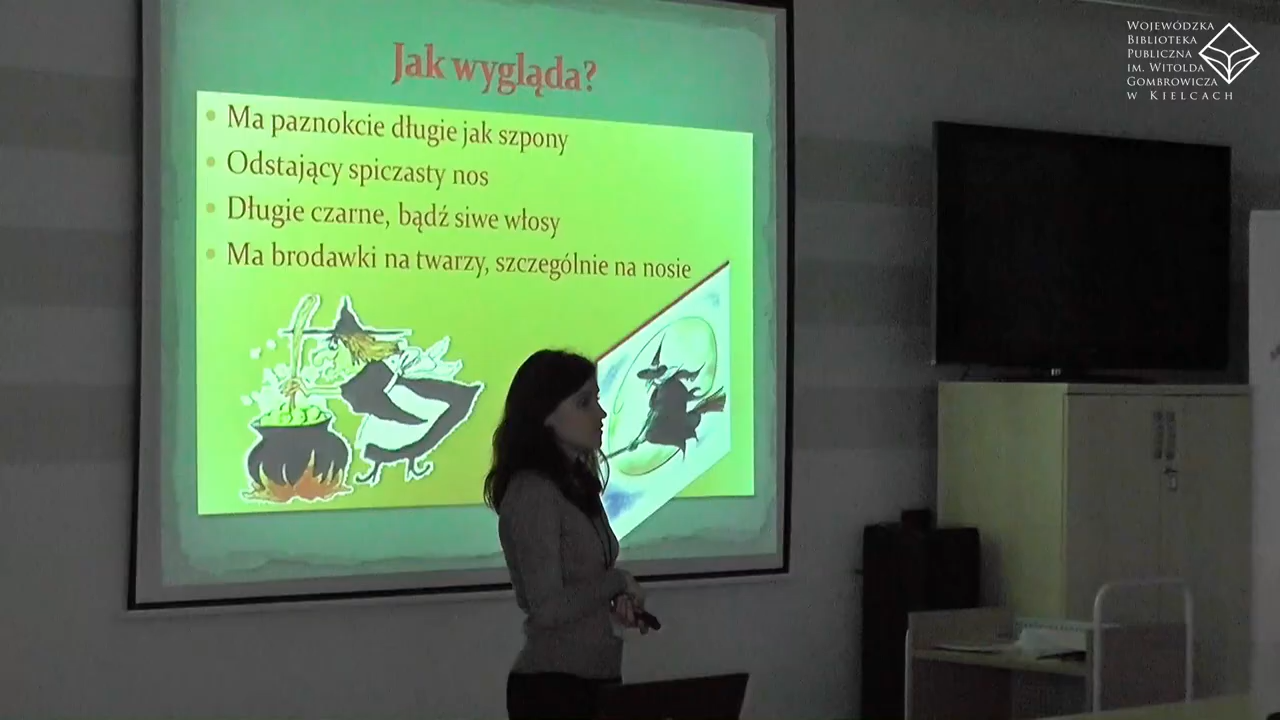 Jak wygląda?
Ma paznokcie długie jak szpony
Odstający spiczasty nos
Długie czarne, bądź siwe włosy
Ma brodawki na twarzy, szczególnie na nosie
Wojewódzka
Biblioteka
Publiczna
im. Witolda
Gombrowicza
w Kielcach